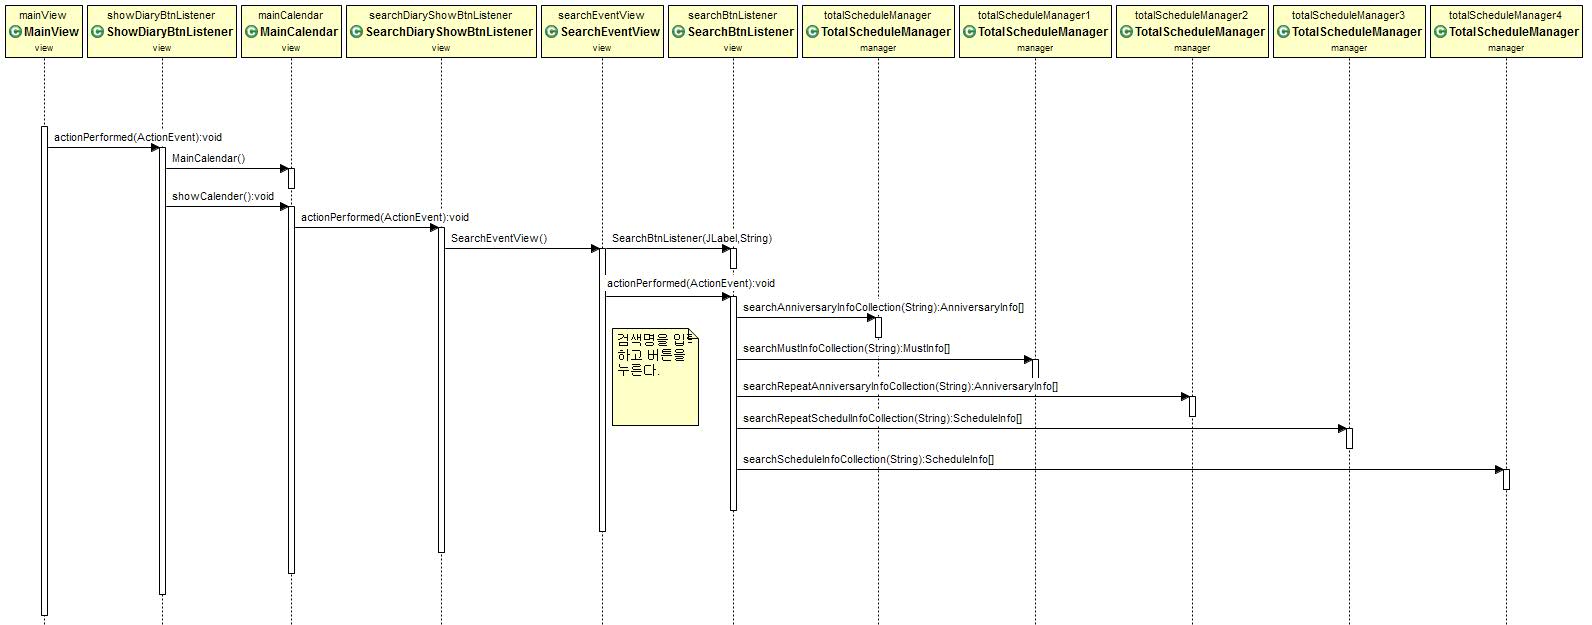 mainView
MainView
view
showDiaryBtnListener
ShowDiaryBtnListener
view
mainCalendar
MainCalendar
view
searchDiaryShowBtnListener
SearchDiaryShowBtnListener
view
searchEventView
SearchEventView
view
searchBtnListener
SearchBtnListener
view
totalScheduleManager
TotalScheduleManager
manager
totalScheduleManager1
TotalScheduleManager
manager
totalScheduleManager2
TotalScheduleManager
manager
totalScheduleManager3
TotalScheduleManager
manager
totalScheduleManager4
TotalScheduleManager
manager
actionPerformed(ActionEvent):void
MainCalendar()
showCalender():void
actionPerformed(ActionEvent):void
SearchEventView()
SearchBtnListener(JLabel,String)
actionPerformed(ActionEvent):void
searchAnniversaryInfoCollection(String):AnniversaryInfo[]
검색명을 입력
하고 버튼을
누른다.
searchMustInfoCollection(String):MustInfo[]
searchRepeatAnniversaryInfoCollection(String):AnniversaryInfo[]
searchRepeatSchedulInfoCollection(String):ScheduleInfo[]
searchScheduleInfoCollection(String):ScheduleInfo[]